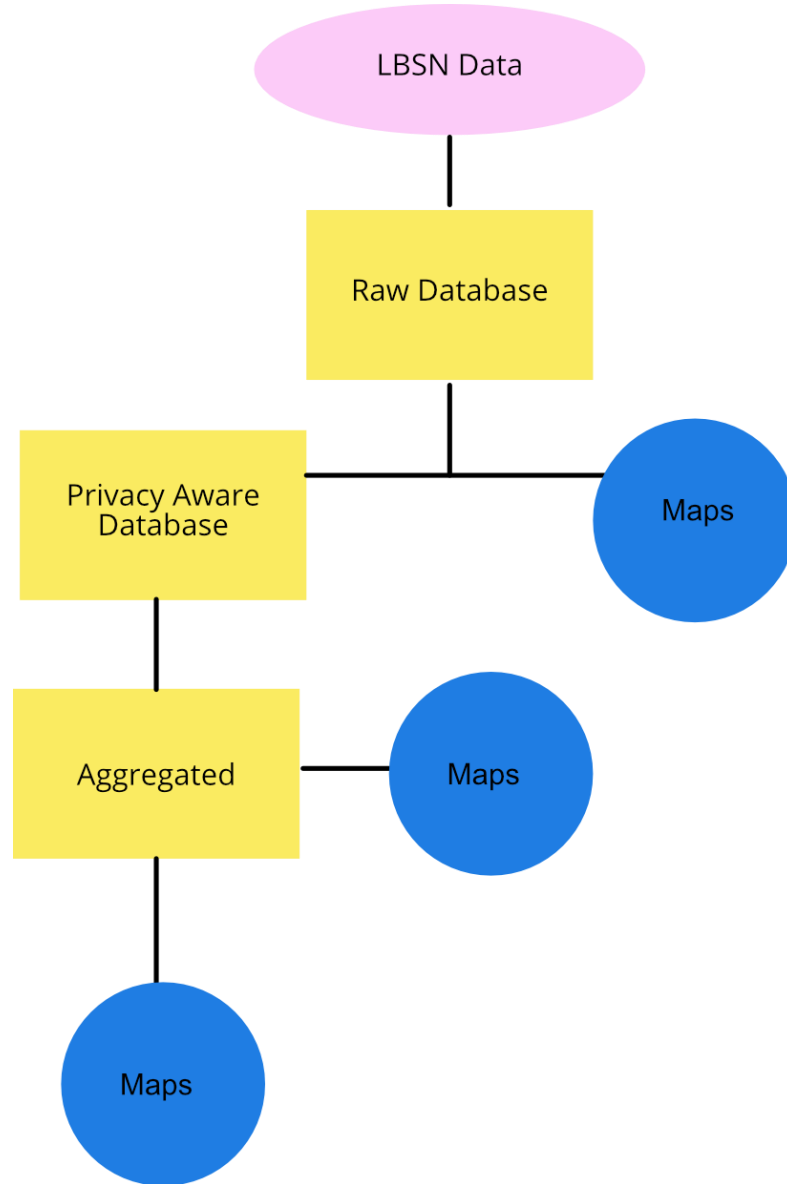 LBSN Data
Raw Database
Privacy Aware
Database
Maps
Aggregated
Maps
Maps